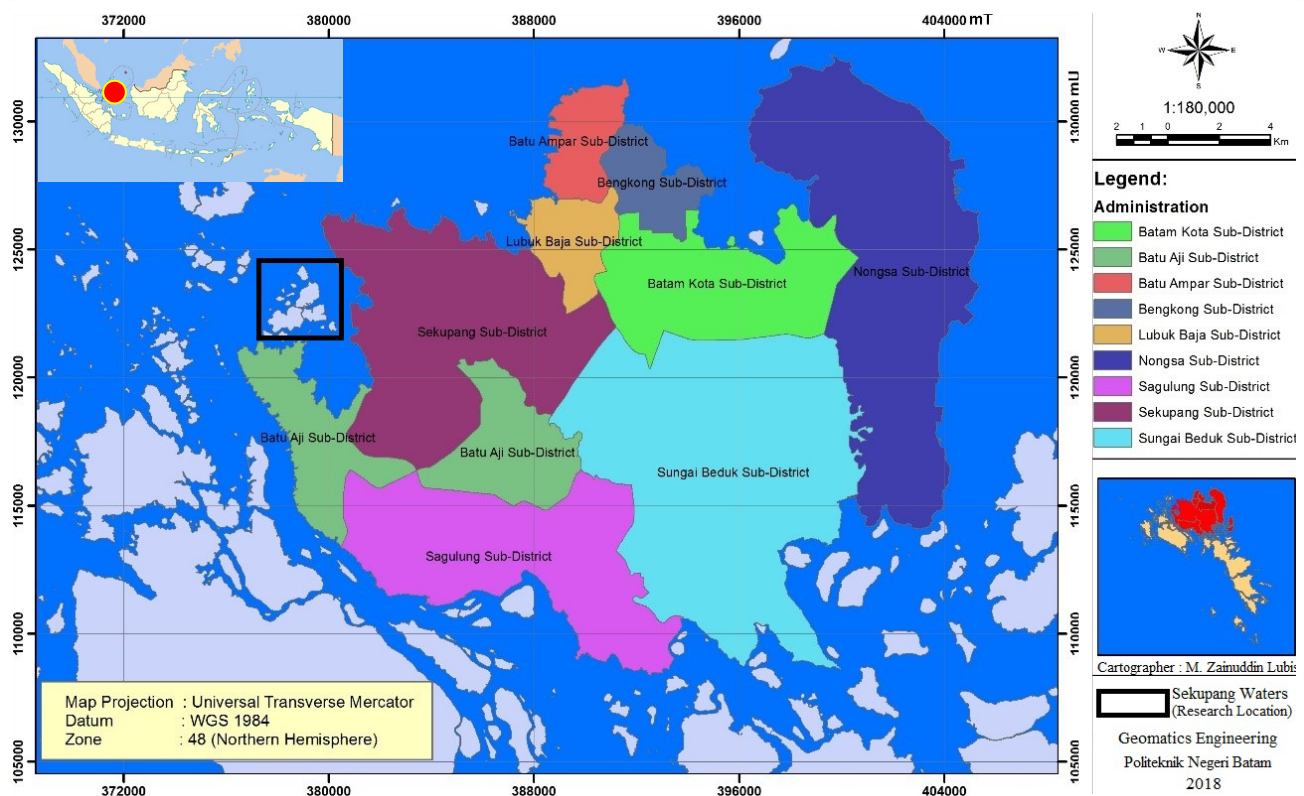 372000 380000 388000 396000 404000 mT
130000 mU
130000
125000
125000
120000
120000
115000
115000
110000
110000
105000
105000
Batu Ampar Sub-District
Bengkong Sub-District
Lubuk Baja Sub-District
Batam Kota Sub-District
Nongsa Sub-District
Sekupang Sub-District
Batu Aji Sub-District
Batu Aji Sub-District
Sungai Beduk Sub-District
Sagulung Sub-District
Map Projection : Universal Transverse Mercator
Datum : WGS 1984
Zone : 48 (Northern Hemisphere)
372000 380000 388000 396000 404000
N
W E
S
1:180,000
2 1 0 2 4
Km
Legend:
Administration
Batam Kota Sub-District
Batu Aji Sub-District
Batu Ampar Sub-District
Bengkong Sub-District
Lubuk Baja Sub-District
Nongsa Sub-District
Sagulung Sub-District
Sekupang Sub-District
Sungai Beduk Sub-District
Cartographer : M. Zainuddin Lubis
Sekupang Waters
(Research Location)
Geomatics Engineering
Politeknik Negeri Batam
2018